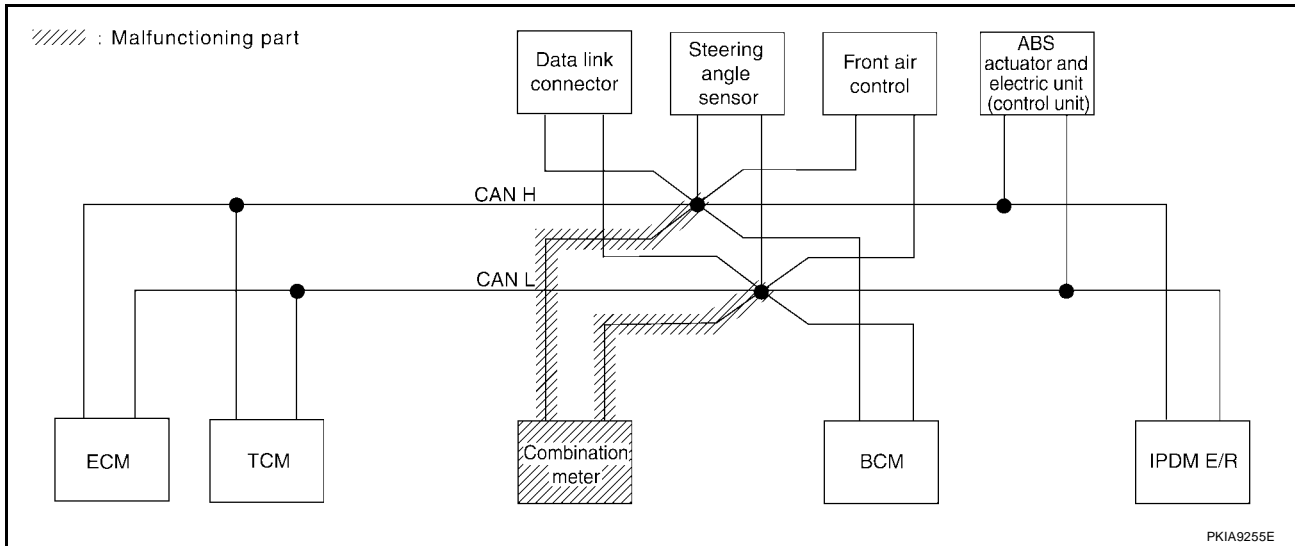 : Malfunctioning part
Data link
connector
Steering
angle
sensor
Front air
control
ABS
actuator and
electric unit
(control unit)
CAN H
CAN L
ECM
TCM
Combination
meter
BCM
IPDM E/R
PKIA9255E